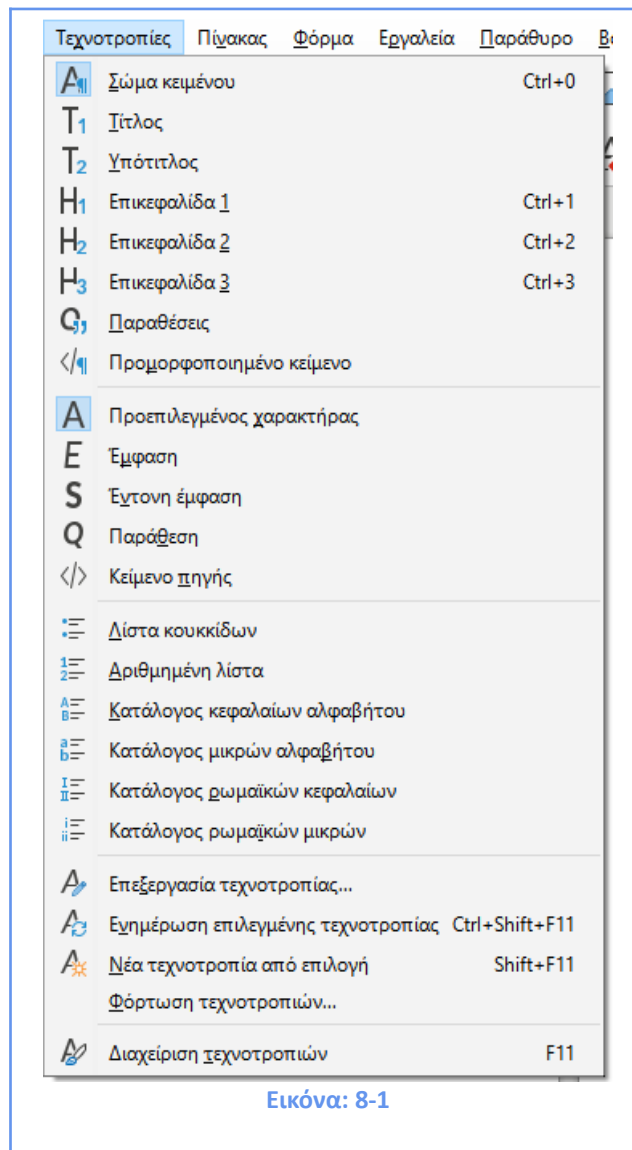 Τεχνοτροπίες Πίνακας Φόρμα Εργαλεία Παράθυρο
Σώμα κειμένου Ctrl+0
Τίτλος
Υπότιτλος
Επικεφαλίδα 1 Ctrl+1
Επικεφαλίδα 2 Ctrl+2
Επικεφαλίδα 3 Ctrl+3
Παραθέσεις
Προμορφοποιημένο κείμενο
Προεπιλεγμένος χαρακτήρας
Έμφαση
Έντονη έμφαση
Παράθεση
Κείμενο πηγής
Λίστα κουκκίδων
Αριθμημένη λίστα
Κατάλογος κεφαλαίων αλφαβήτου
Κατάλογος μικρών αλφαβήτου
Κατάλογος ρωμαϊκών κεφαλαίων
Κατάλογος ρωμαϊκών μικρών
Επεξεργασία τεχνοτροπίας...
Ενημέρωση επιλεγμένης τεχνοτροπίας Ctrl+Shift+F11
Νέα τεχνοτροπία από επιλογή Shift+F11
Φόρτωση τεχνοτροπιών...
Διαχείριση τεχνοτροπιών F11
Εικόνα: 8-1